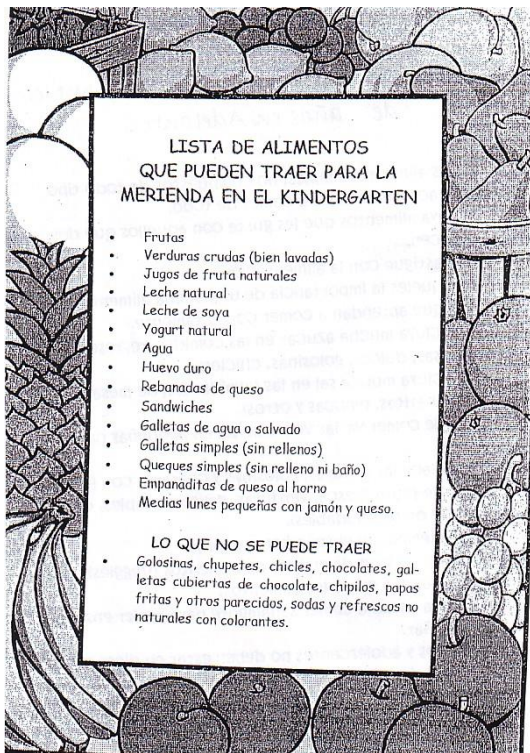 LISTA DE ALIMENTOS
QUE PUEDEN TRAER PARA LA
MERIENDA EN EL KINDERGARTEN
• Frutas
• Verduras crudas (bien lavadas)
• Jugos de fruta naturales
• Leche natural
• Leche de soya
• Yogurt natural
• Agua
• Huevo duro
• Rebanadas de queso
• Sandwiches
• Galletas de agua o salvado
• Galletas simples (sin rellenos)
• Queques simples (sin relleno ni baño)
• Empanaditas de queso al horno
• Medias lunes pequeñas con jamón y queso.
LO QUE NO SE PUEDE TRAER
• Golosinas, chupetes, chicles, chocolates, gal-
letas cubiertas de chocolate, chipilos, papas
fritas y otros parecidos, sodas y refrescos no
naturales con colorantes.